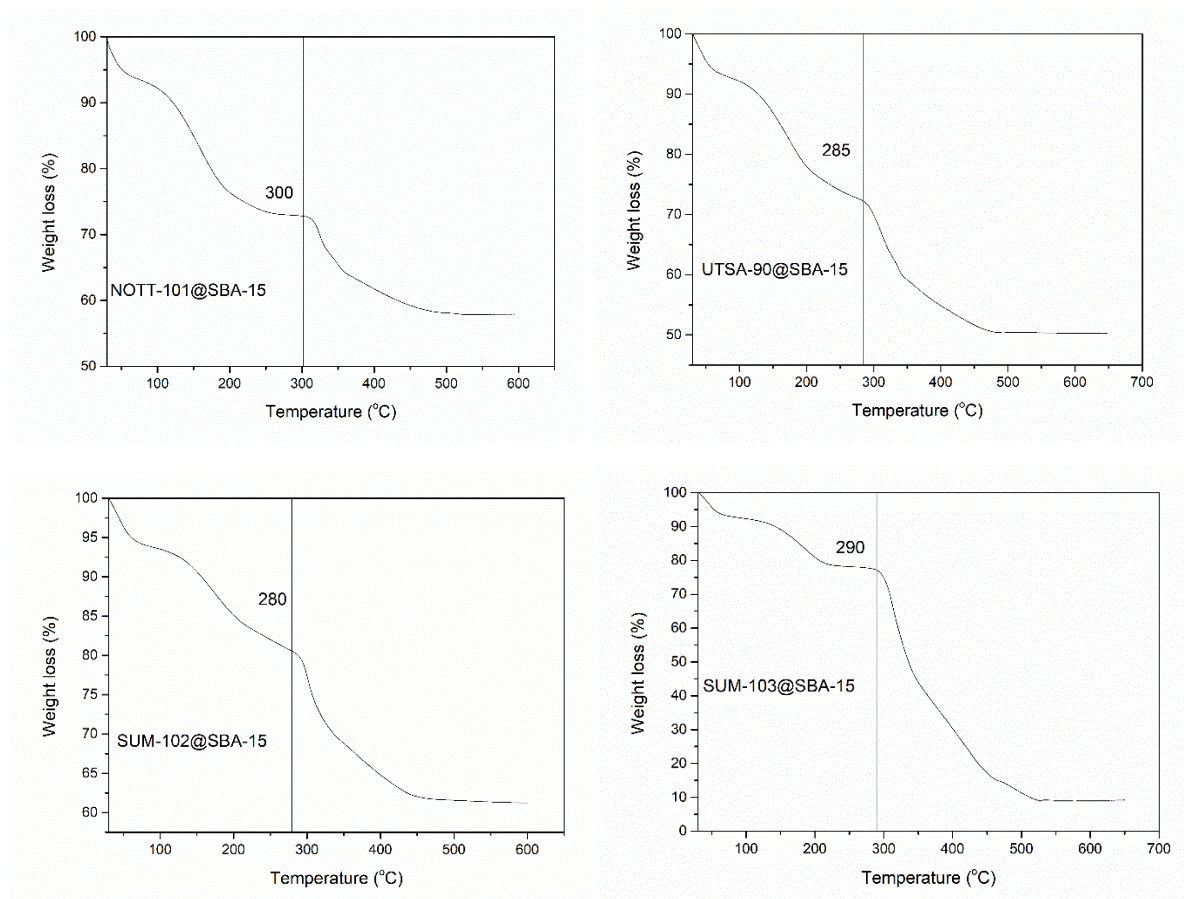 100
90
80
70
60
50
Weight loss (%)
300
NOTT-101@SBA-15
100 200 300 400 500 600
Temperature (°C)
100
90
80
70
60
50
Weight loss (%)
285
UTSA-90@SBA-15
100 200 300 400 500 600 700
Temperature (°C)
100
95
90
85
80
75
70
65
60
Weight loss (%)
280
SUM-102@SBA-15
100 200 300 400 500 600
Temperature (°C)
100
90
80
70
60
50
40
30
20
10
0
Weight loss (%)
290
SUM-103@SBA-15
100 200 300 400 500 600 700
Temperature (°C)